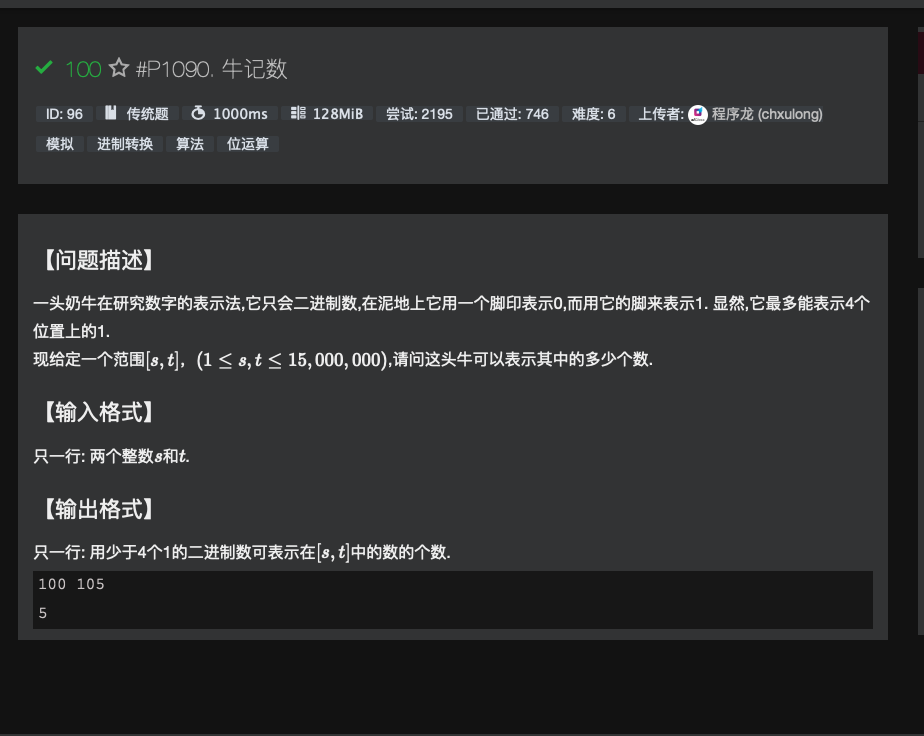 100 #P1090. 牛记数
ID: 96 传统题 1000ms 128MiB 尝试: 2195 已通过: 746 难度: 6 上传者: 程序龙 (chxulong)
模拟 进制转换 算法 位运算
【问题描述】
一头奶牛在研究数字的表示法,它只会二进制数,在泥地上它用一个脚印表示0,而用它的脚来表示1. 显然,它最多能表示4个
位置上的1.
现给定一个范围[s, t], (1 ≤ s, t ≤ 15, 000, 000),请问这头牛可以表示其中的多少个数.
【输入格式】
只一行: 两个整数s和t.
【输出格式】
只一行: 用少于4个1的二进制数可表示在[s, t]中的数的个数.
100 105
5